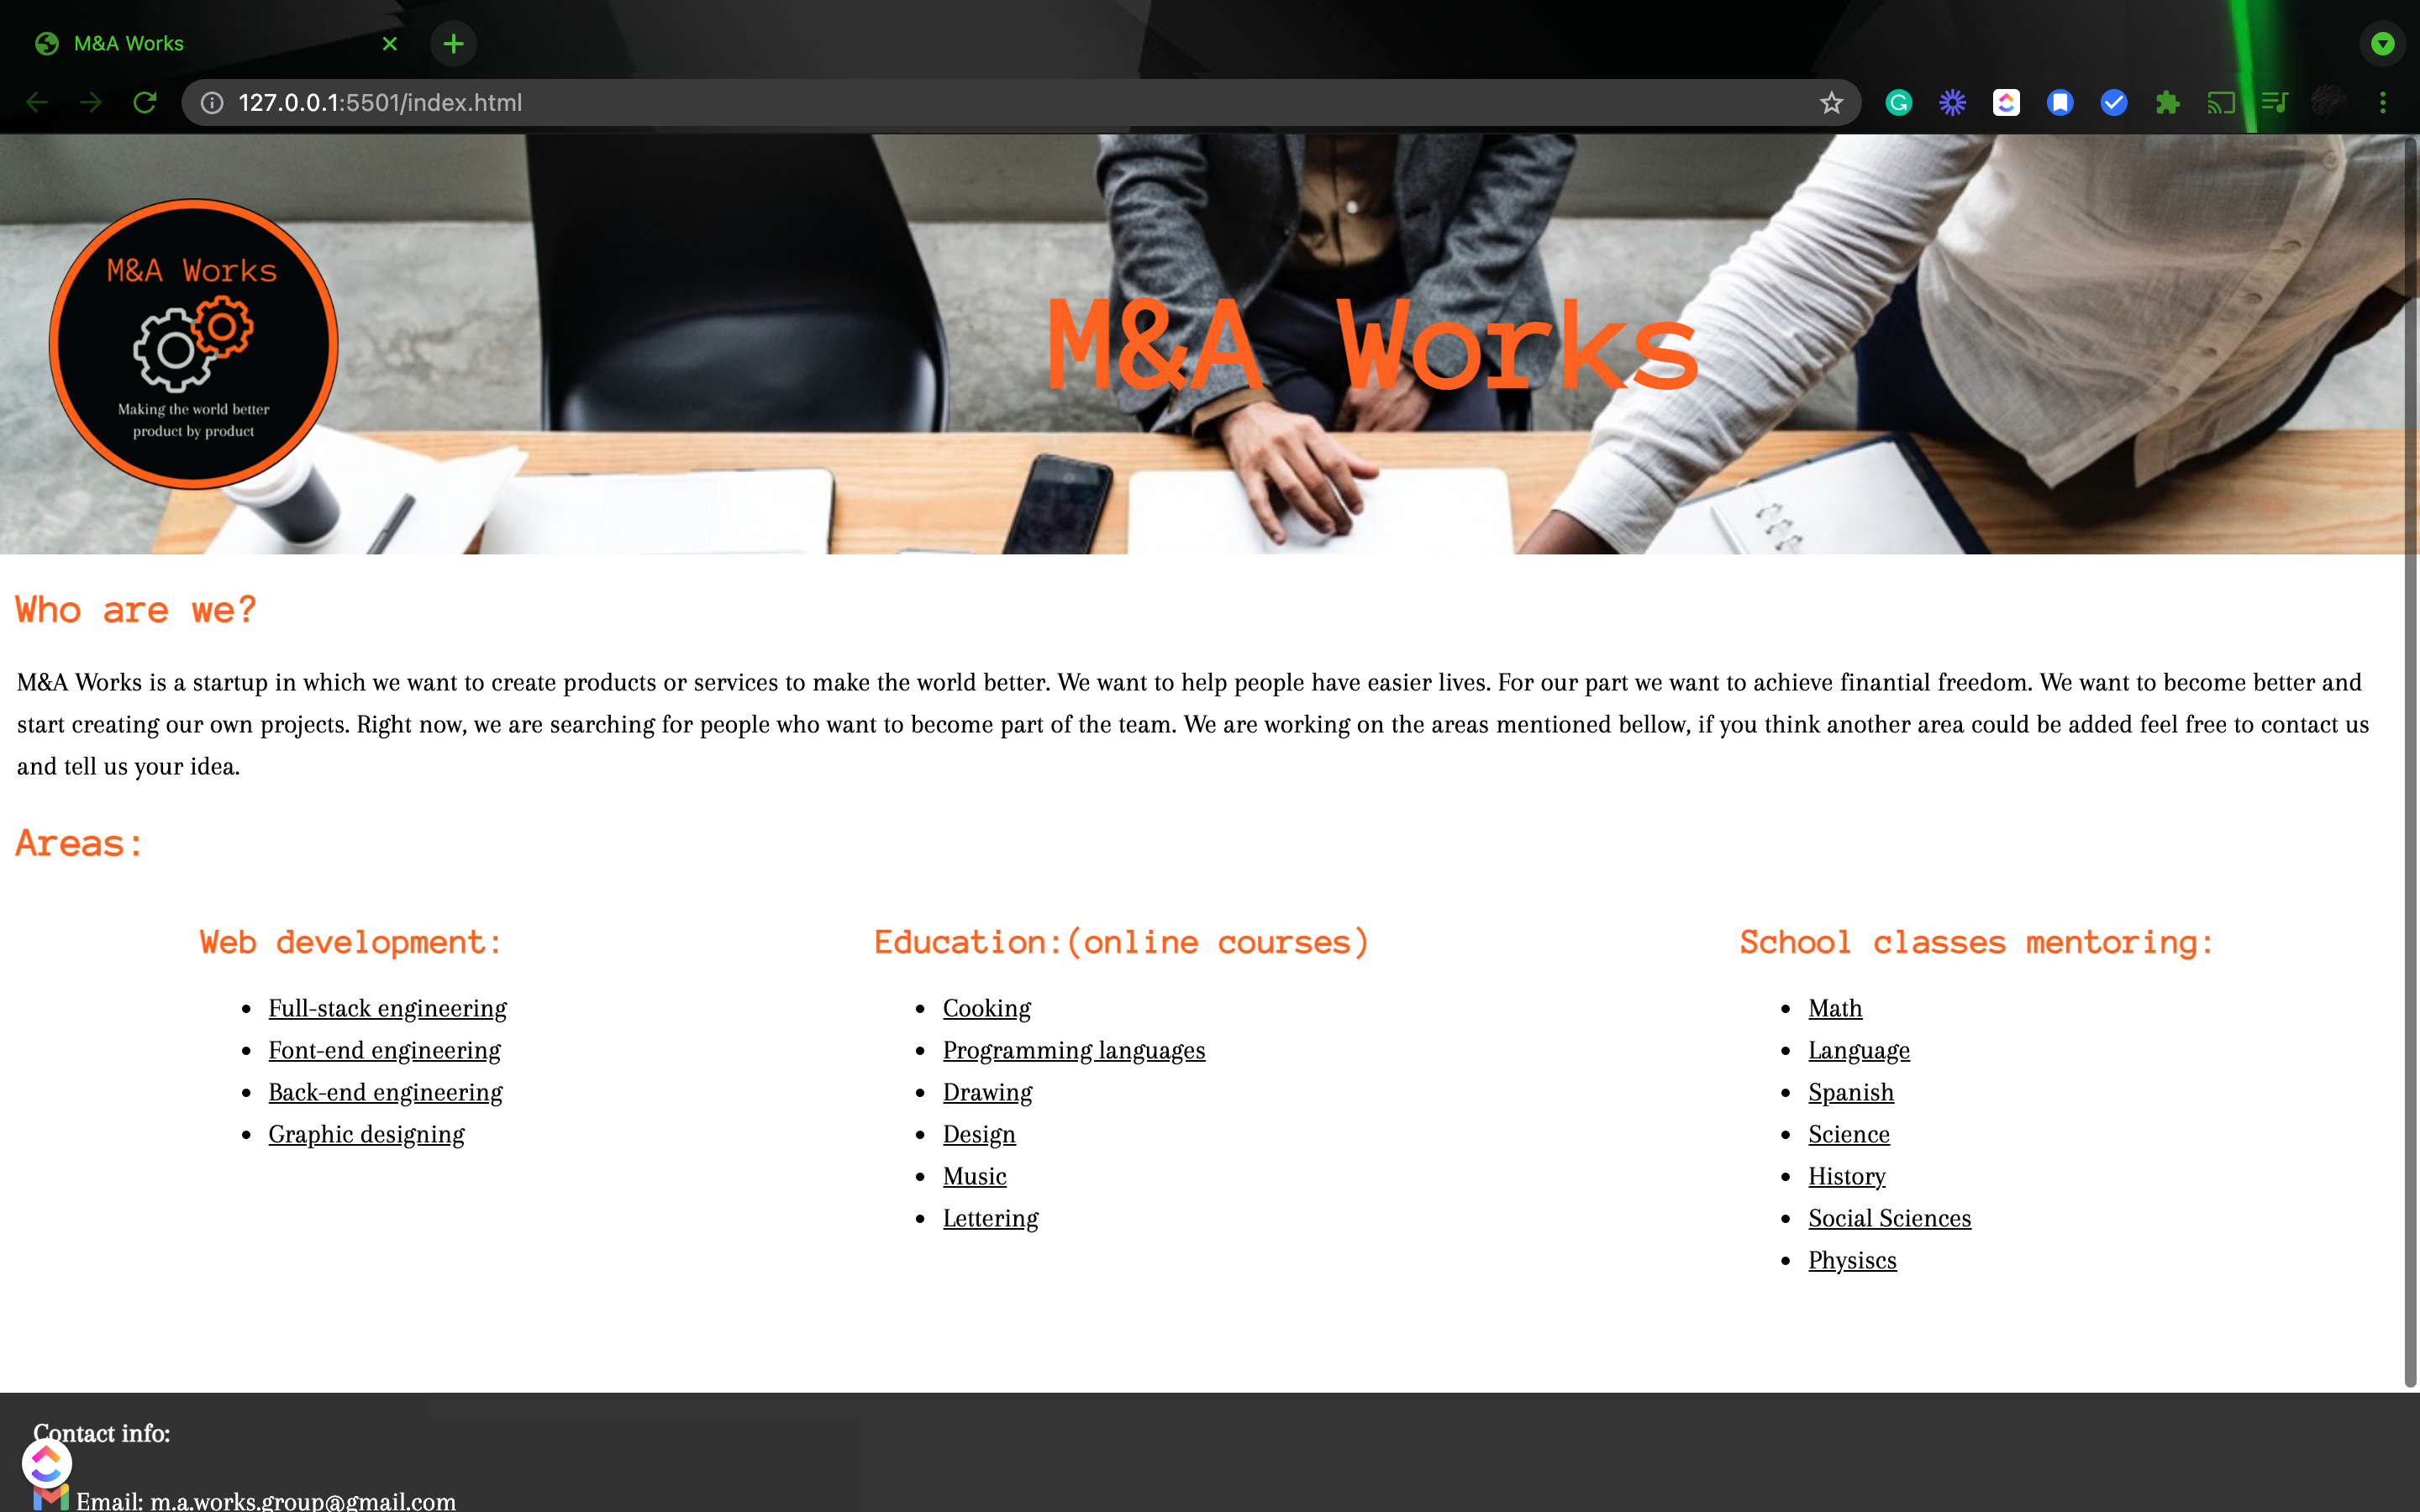 M&A Works
127.0.0.1:5501/index.html
M&A Works
Making the world better
product by product
M&A Works
Who are we?
M&A Works is a startup in which we want to create products or services to make the world better. We want to help people have easier lives. For our part we want to achieve finantial freedom. We want to become better and
start creating our own projects. Right now, we are searching for people who want to become part of the team. We are working on the areas mentioned bellow, if you think another area could be added feel free to contact us
and tell us your idea.
Areas:
Web development:
Full-stack engineering
Font-end engineering
Back-end engineering
Graphic designing
Education:(online courses)
Cooking
Programming languages
Drawing
Design
Music
Lettering
School classes mentoring:
Math
Language
Spanish
Science
History
Social Sciences
Physiscs
Contact info:
Email: m.a.works.group@gmail.com